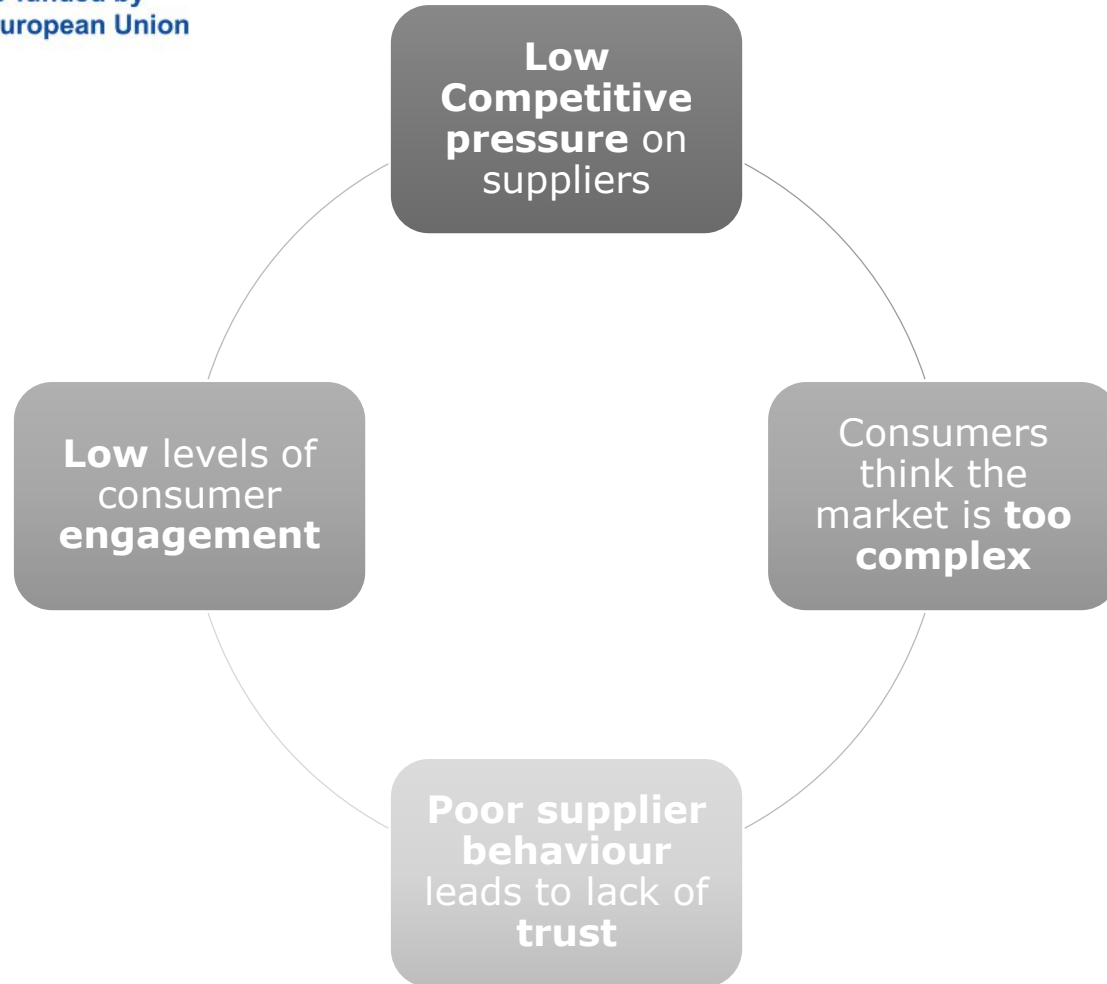 uropean Union
Low
Competitive
pressure on
suppliers
Consumers
think the
market is too
complex
Poor supplier
behaviour
leads to lack of
trust
Low levels of
consumer
engagement